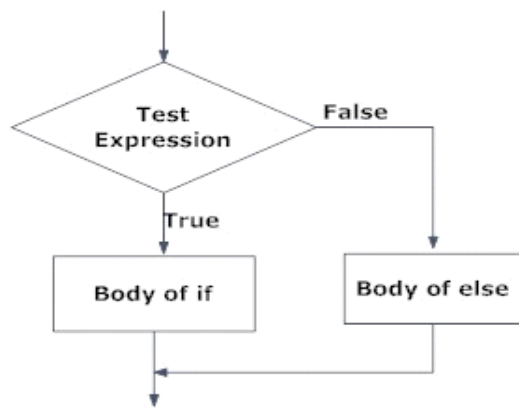 Test
Expression
False
True
Body of if
Body of else